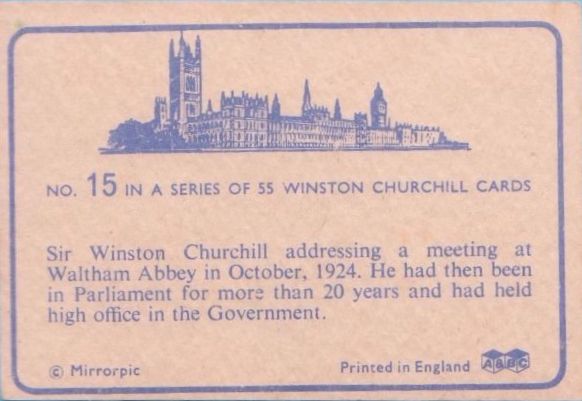 NO. 15 IN A SERIES OF 55 WINSTON CHURCHILL CARDS
Sir Winston Churchill addressing a meeting at
Waltham Abbey in October, 1924. He had then been
in Parliament for more than 20 years and had held
high office in the Government.
© Mirrorpic
Printed in England
A&BC